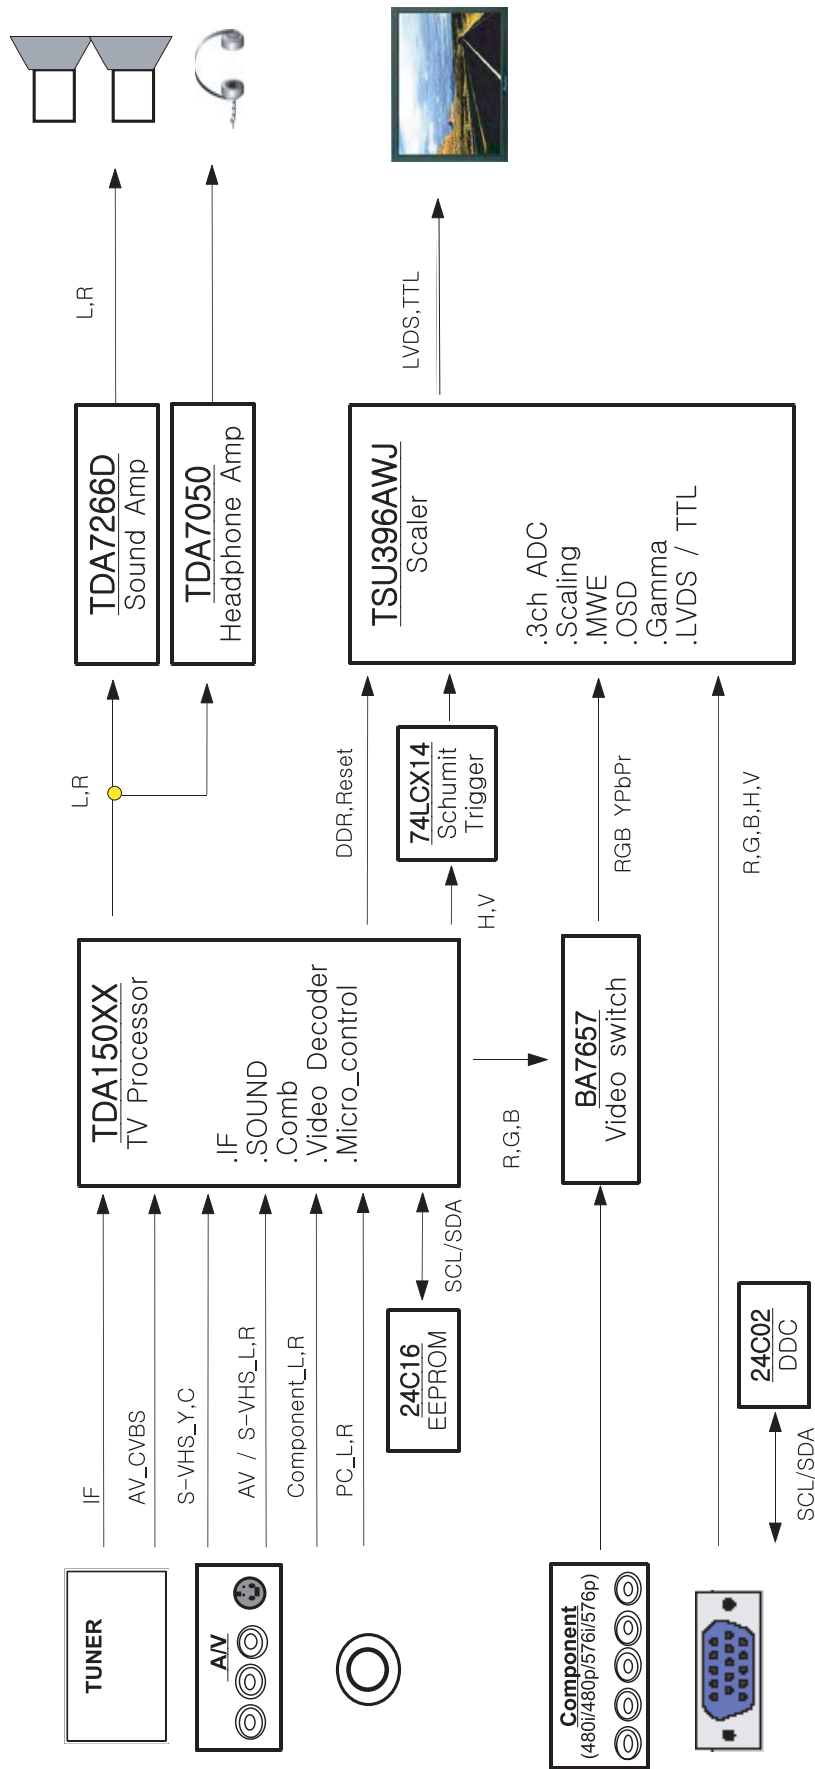 TUNER
A/V
Component
(480i/480p/576i/576p)
IF
AV_CVBS
S-VHS_Y,C
AV / S-VHS_L,R
Component_L,R
PC_L,R
24C16
EEPROM
SCL/SDA
24C02
DDC
SCL/SDA
TDA150XX
TV Processor
.IF
.SOUND
.Comb
.Video Decoder
.Micro_control
R,G,B
BA7657
Video switch
L,R
DDR,Reset
H,V
74LCX14
Schumit
Trigger
RGB YPbPr
R,G,B,H,V
TDA7266D
Sound Amp
TDA7050
Headphone Amp
TSU396AWJ
Scaler
.3ch ADC
.Scaling
.MWE
.OSD
.Gamma
.LVDS / TTL
L,R
LVDS,TTL